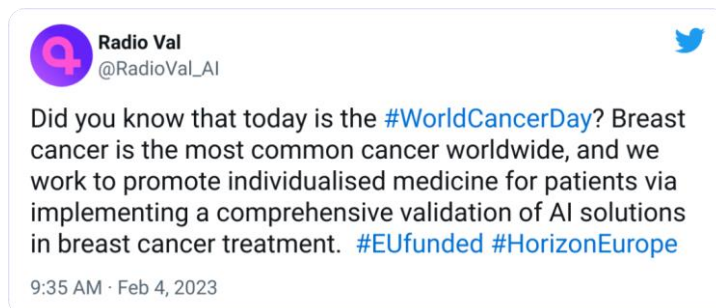 Radio Val
@RadioVal_AI
Did you know that today is the #WorldCancerDay? Breast
cancer is the most common cancer worldwide, and we
work to promote individualised medicine for patients via
implementing a comprehensive validation of AI solutions
in breast cancer treatment.  #EUfunded #HorizonEurope
9:35 AM · Feb 4, 2023